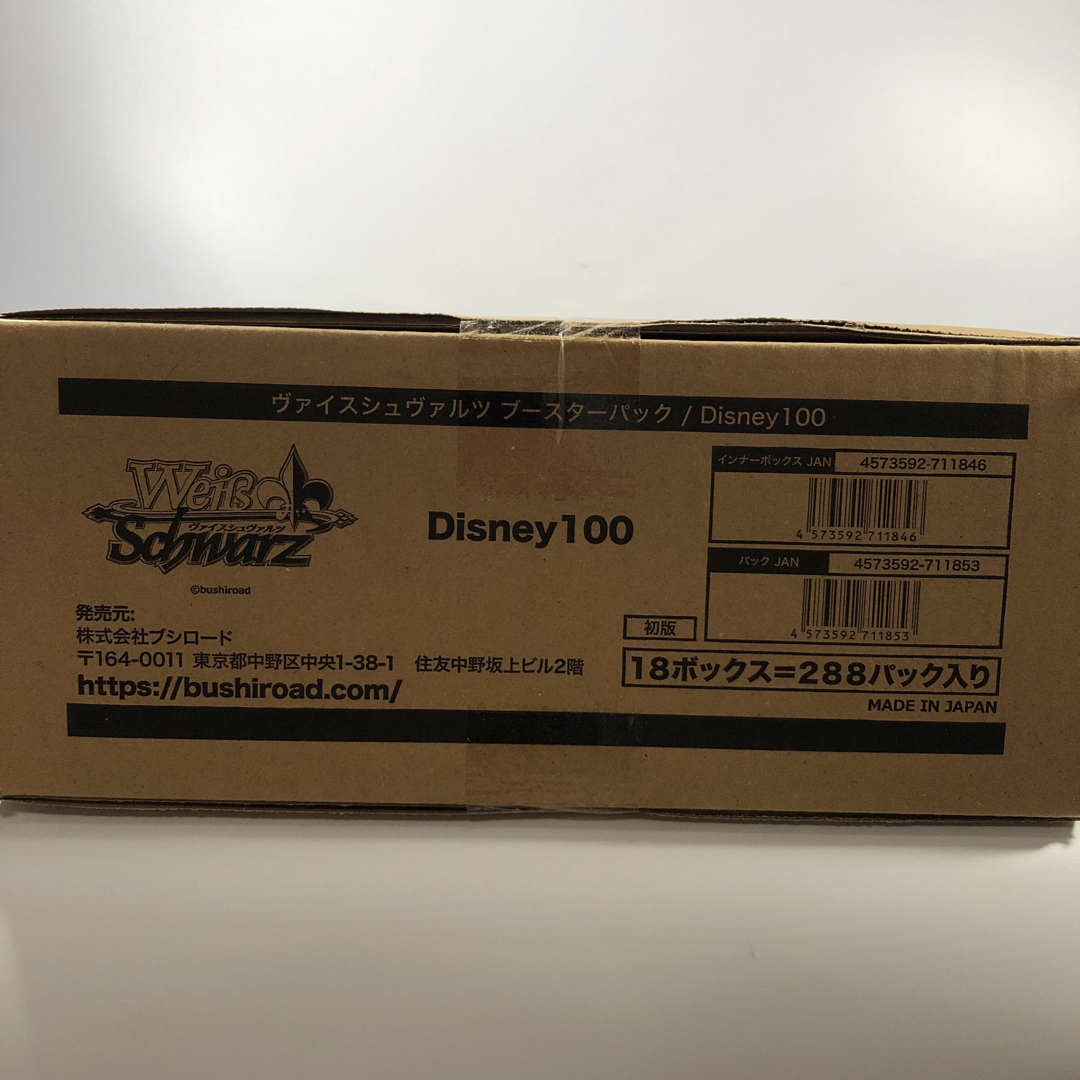 ヴァイスシュヴァルツ ブースターパック / Disney100
Weiß
ヴァイスシュヴァルツ
Schwarz
©bushiroad
Disney100
インナーボックス JAN 4573592-711846
4 573592 711846
パック JAN 4573592-711853
4 573592 711853
発売元:
株式会社ブシロード
〒164-0011 東京都中野区中央1-38-1 住友中野坂上ビル2階
https://bushiroad.com/
初版
18ボックス=288パック入り
MADE IN JAPAN